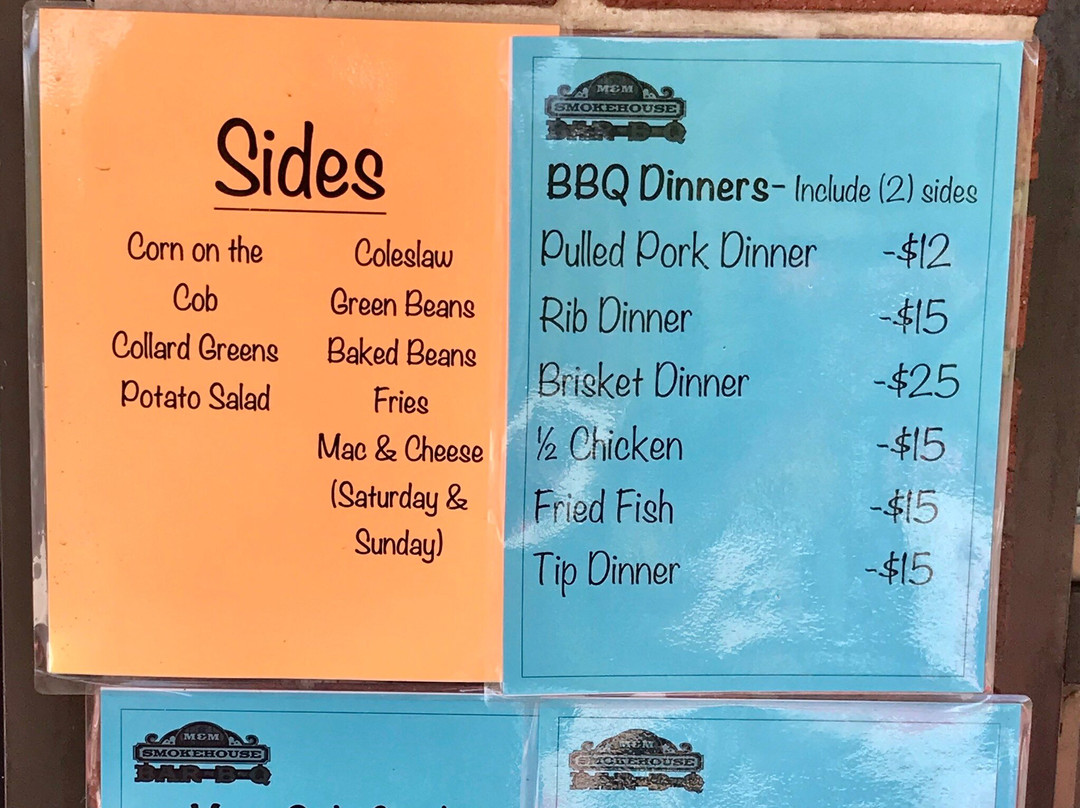 Sides
Corn on the
Cob
Collard Greens
Potato Salad
Coleslaw
Green Beans
Baked Beans
Fries
Mac & Cheese
(Saturday &
Sunday)
M&M
SMOKEHOUSE
BAR-B-Q
BBQ Dinners- Include (2) sides
Pulled Pork Dinner -$12
Rib Dinner -$15
Brisket Dinner -$25
½ Chicken -$15
Fried Fish -$15
Tip Dinner -$15
M&M
SMOKEHOUSE
BAR-B-Q
M&M
SMOKEHOUSE
BAR-B-Q